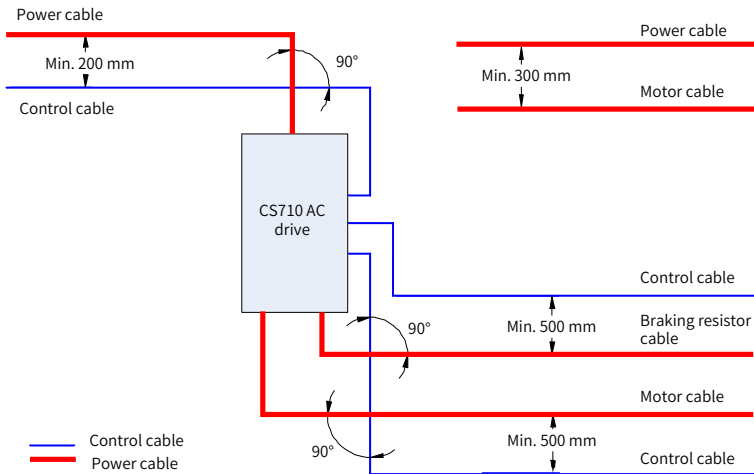 Power cable
Min. 200 mm
90°
Control cable
Power cable
Min. 300 mm
Motor cable
CS710 AC
drive
Control cable
Min. 500 mm
90°
Braking resistor
cable
Motor cable
90°
Min. 500 mm
Control cable
Control cable
Power cable